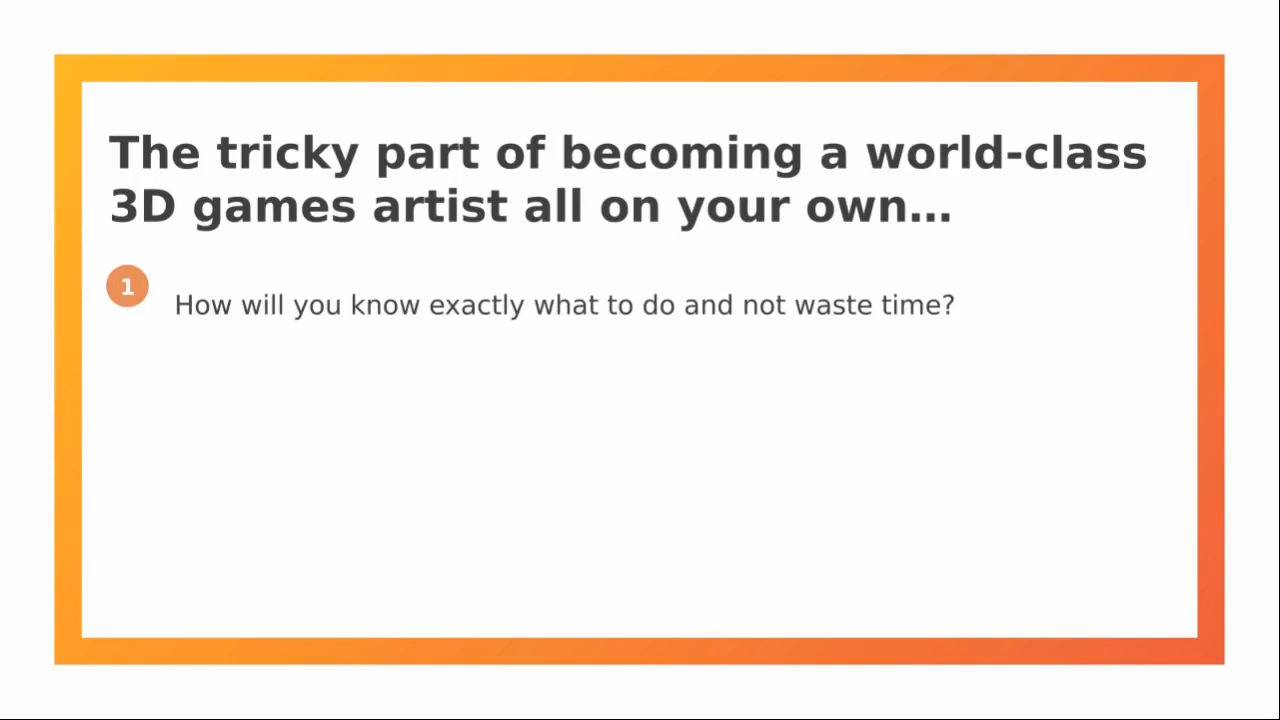 The tricky part of becoming a world-class
3D games artist all on your own...
1
How will you know exactly what to do and not waste time?